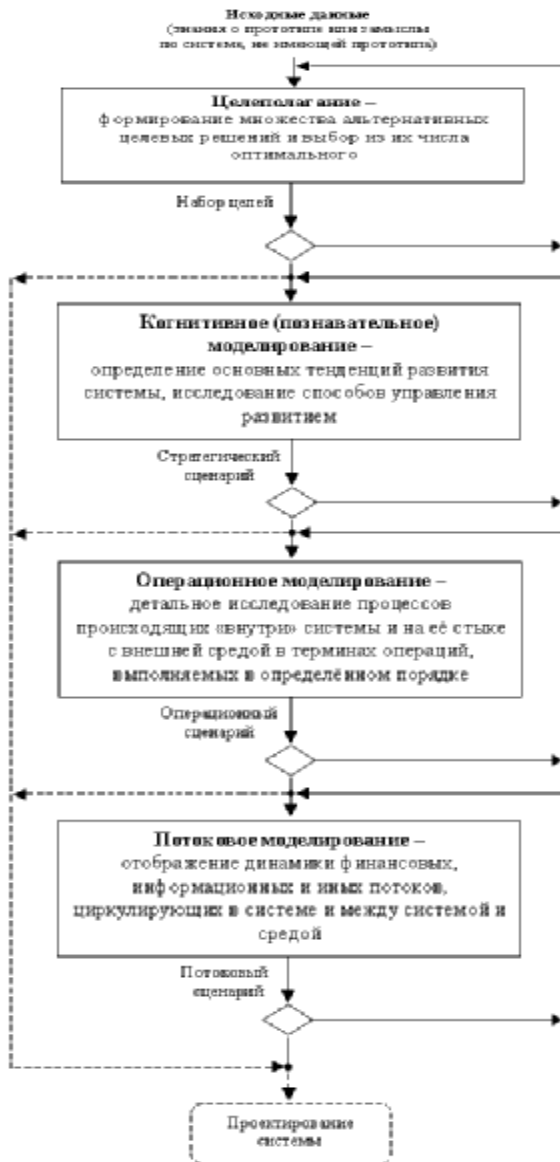 Исходные данные
(знания о прототипе или замыслы
по системе, не имеющей прототипа)
Целеполагание –
формирование множества альтернативных
целевых решений и выбор из их числа
оптимального
Набор целей
Когнитивное (познавательное)
моделирование –
определение основных тенденций развития
системы, исследование способов управления
развитием
Стратегический
сценарий
Операционное моделирование –
детальное исследование процессов
происходящих «внутри» системы и на её стыке
с внешней средой в терминах операций,
выполняемых в определённом порядке
Операционный
сценарий
Потоковое моделирование –
отображение динамики финансовых,
информационных и иных потоков,
циркулирующих в системе и между системой и
средой
Потоковый
сценарий
Проектирование
системы